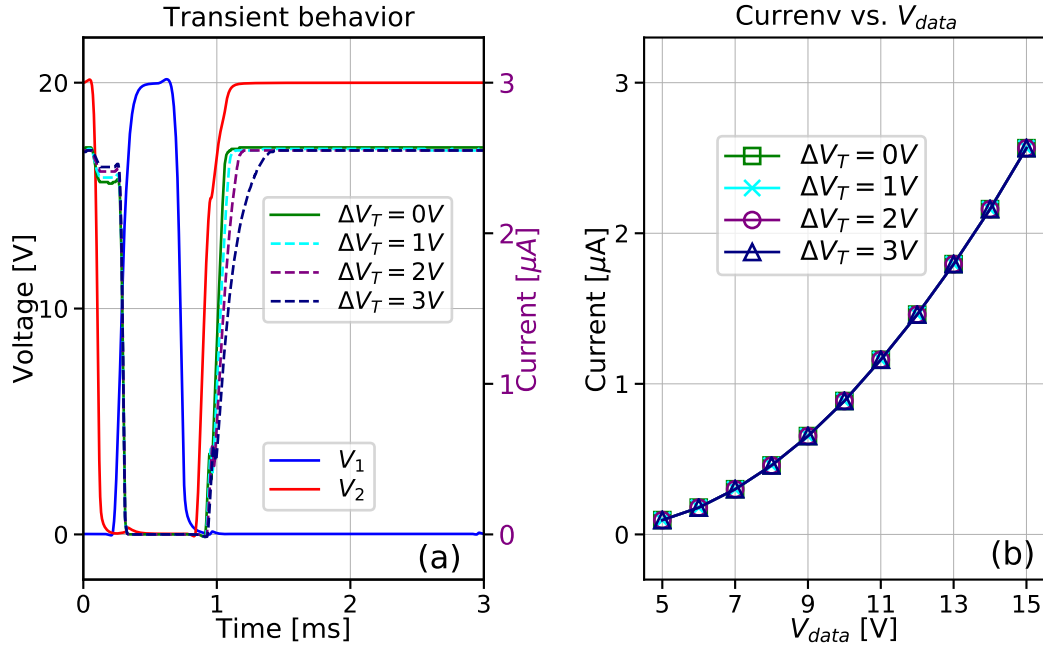 Transient behavior
Voltage [V]
20
10
0
3
2
1
0
Current [μA]
ΔV_T = 0V
ΔV_T = 1V
ΔV_T = 2V
ΔV_T = 3V
V_1
V_2
(a)
0 1 2 3
Time [ms]
Currenv vs. V_data
Current [μA]
3
2
1
0
ΔV_T = 0V
ΔV_T = 1V
ΔV_T = 2V
ΔV_T = 3V
(b)
5 7 9 11 13 15
V_data [V]